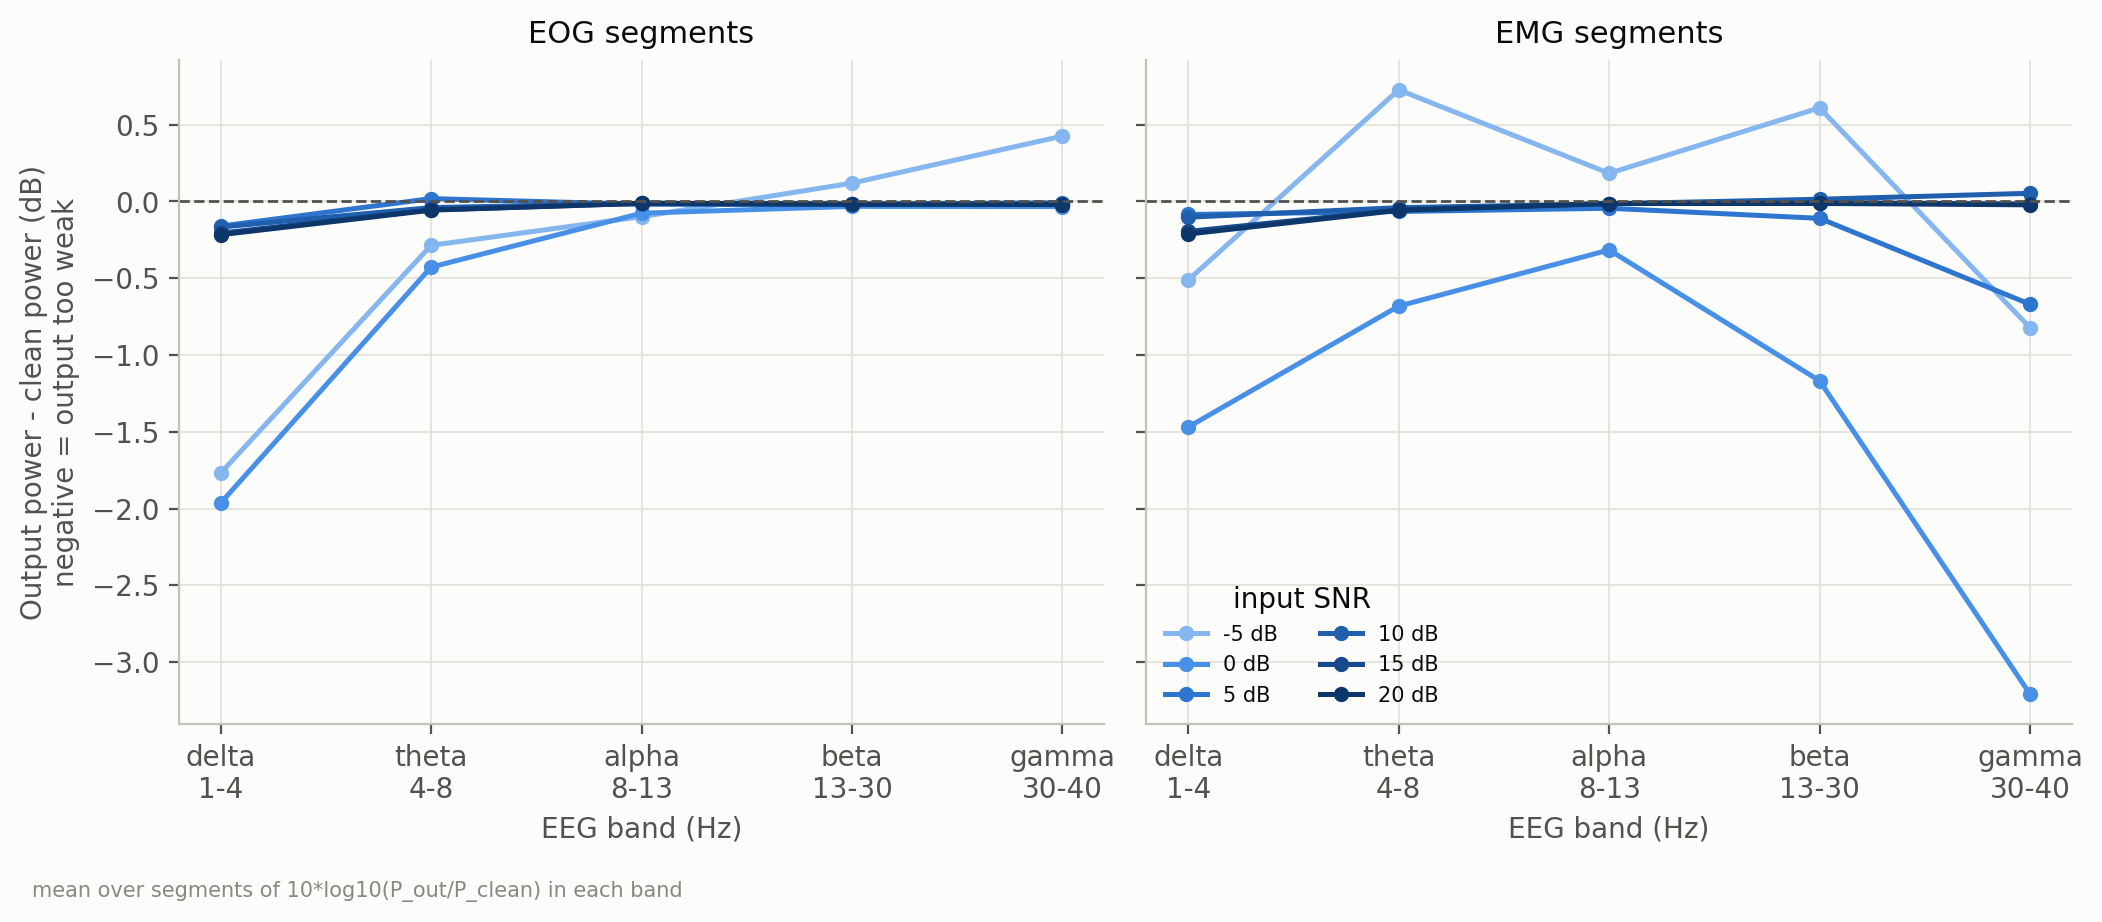 EOG segments
EMG segments
Output power - clean power (dB)
negative = output too weak
0.5
0.0
−0.5
−1.0
−1.5
−2.0
−2.5
−3.0
input SNR
-5 dB
0 dB
5 dB
10 dB
15 dB
20 dB
delta
1-4
theta
4-8
alpha
8-13
beta
13-30
gamma
30-40
EEG band (Hz)
delta
1-4
theta
4-8
alpha
8-13
beta
13-30
gamma
30-40
EEG band (Hz)
mean over segments of 10*log10(P_out/P_clean) in each band